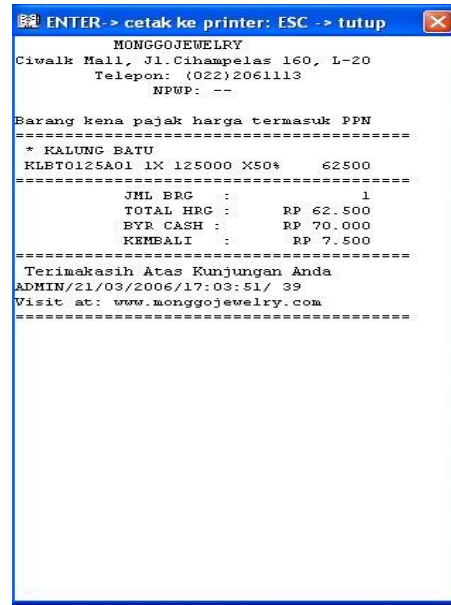 ENTER-> cetak ke printer: ESC -> tutup
MONGGOJEWELRY
Ciwalk Mall, Jl.Cihampelas 160, L-20
Telepon: (022)2061113
NPWP: --
Barang kena pajak harga termasuk PPN
========================================
* KALUNG BATU
KLBT0125A01 1X 125000 X50% 62500
========================================
JML BRG : 1
TOTAL HRG : RP 62.500
BYR CASH : RP 70.000
KEMBALI : RP 7.500
========================================
Terimakasih Atas Kunjungan Anda
ADMIN/21/03/2006/17:03:51/ 39
Visit at: www.monggojewelry.com
========================================